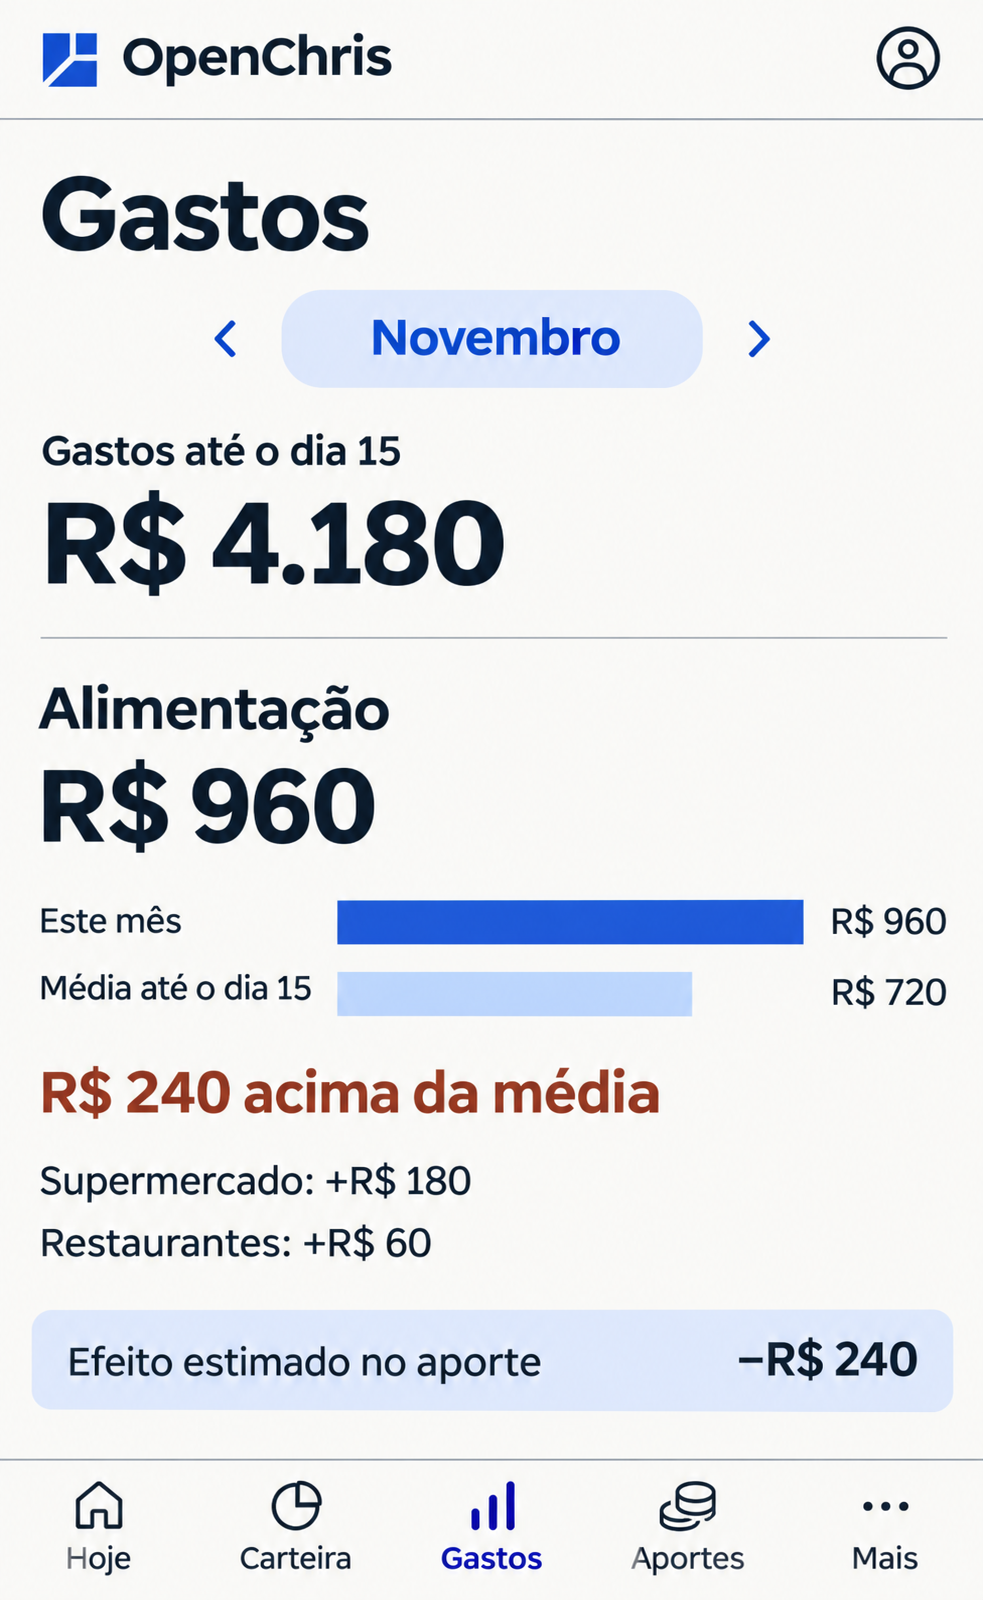 OpenChris
Gastos
Novembro
Gastos até o dia 15
R$ 4.180
Alimentação
R$ 960
Este mês R$ 960
Média até o dia 15 R$ 720
R$ 240 acima da média
Supermercado: +R$ 180
Restaurantes: +R$ 60
Efeito estimado no aporte −R$ 240
Hoje Carteira Gastos Aportes Mais